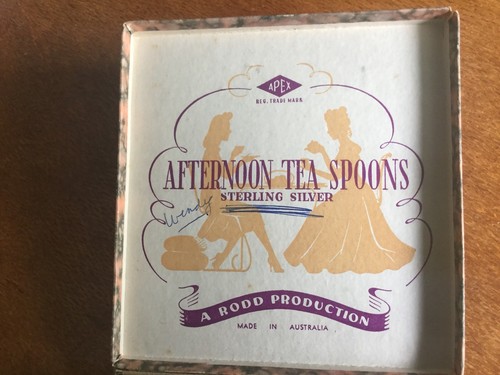 APEX
REG. TRADE MARK
AFTERNOON TEA SPOONS
STERLING SILVER
Wendy
A RODD PRODUCTION
MADE IN AUSTRALIA